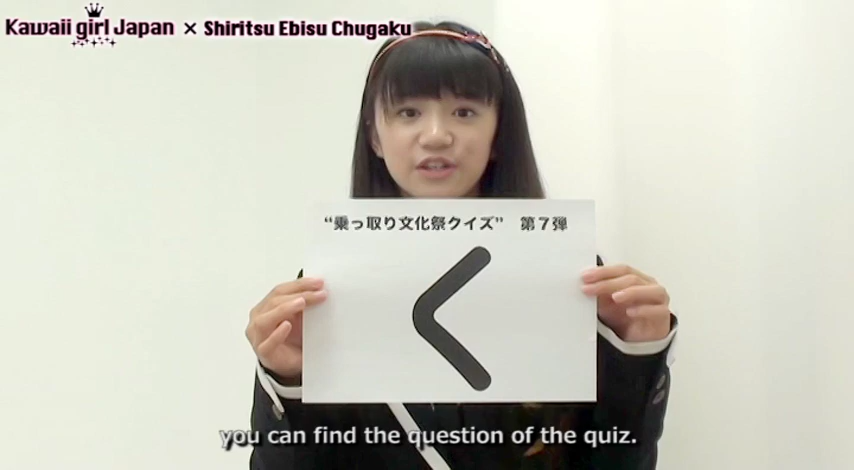 Kawaii girl Japan × Shiritsu Ebisu Chugaku
“乗っ取り文化祭クイズ” 第7弾
く
you can find the question of the quiz.